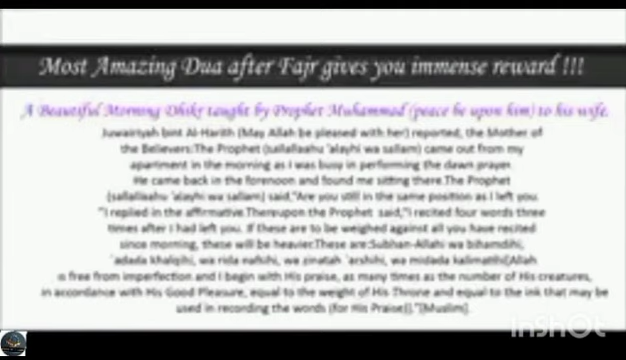 Most Amazing Dua after Fajr gives you immense reward !!!
A Beautiful Morning Dhikr taught by Prophet Muhammad (peace be upon him) to his wife.
Juwairiyah bint Al-Harith (May Allah be pleased with her) reported, the Mother of
the Believers:The Prophet (sallallaahu 'alayhi wa sallam) came out from my
apartment in the morning as I was busy in performing the dawn prayer.
He came back in the forenoon and found me sitting there.The Prophet
(sallallaahu 'alayhi wa sallam) said,"Are you still in the same position as I left you.
"I replied in the affirmative.Thereupon the Prophet said,"I recited four words three
times after I had left you. If these are to be weighed against all you have recited
since morning, these will be heavier.These are:Subhan-Allahi wa bihamdihi,
'adada khalqihi, wa rida nafsihi, wa zinatah 'arshihi, wa midada kalimatihi[Allah
is free from imperfection and I begin with His praise, as many times as the number of His creatures,
in accordance with His Good Pleasure, equal to the weight of His Throne and equal to the ink that may be
used in recording the words (for His Praise)]."[Muslim].
InShOt